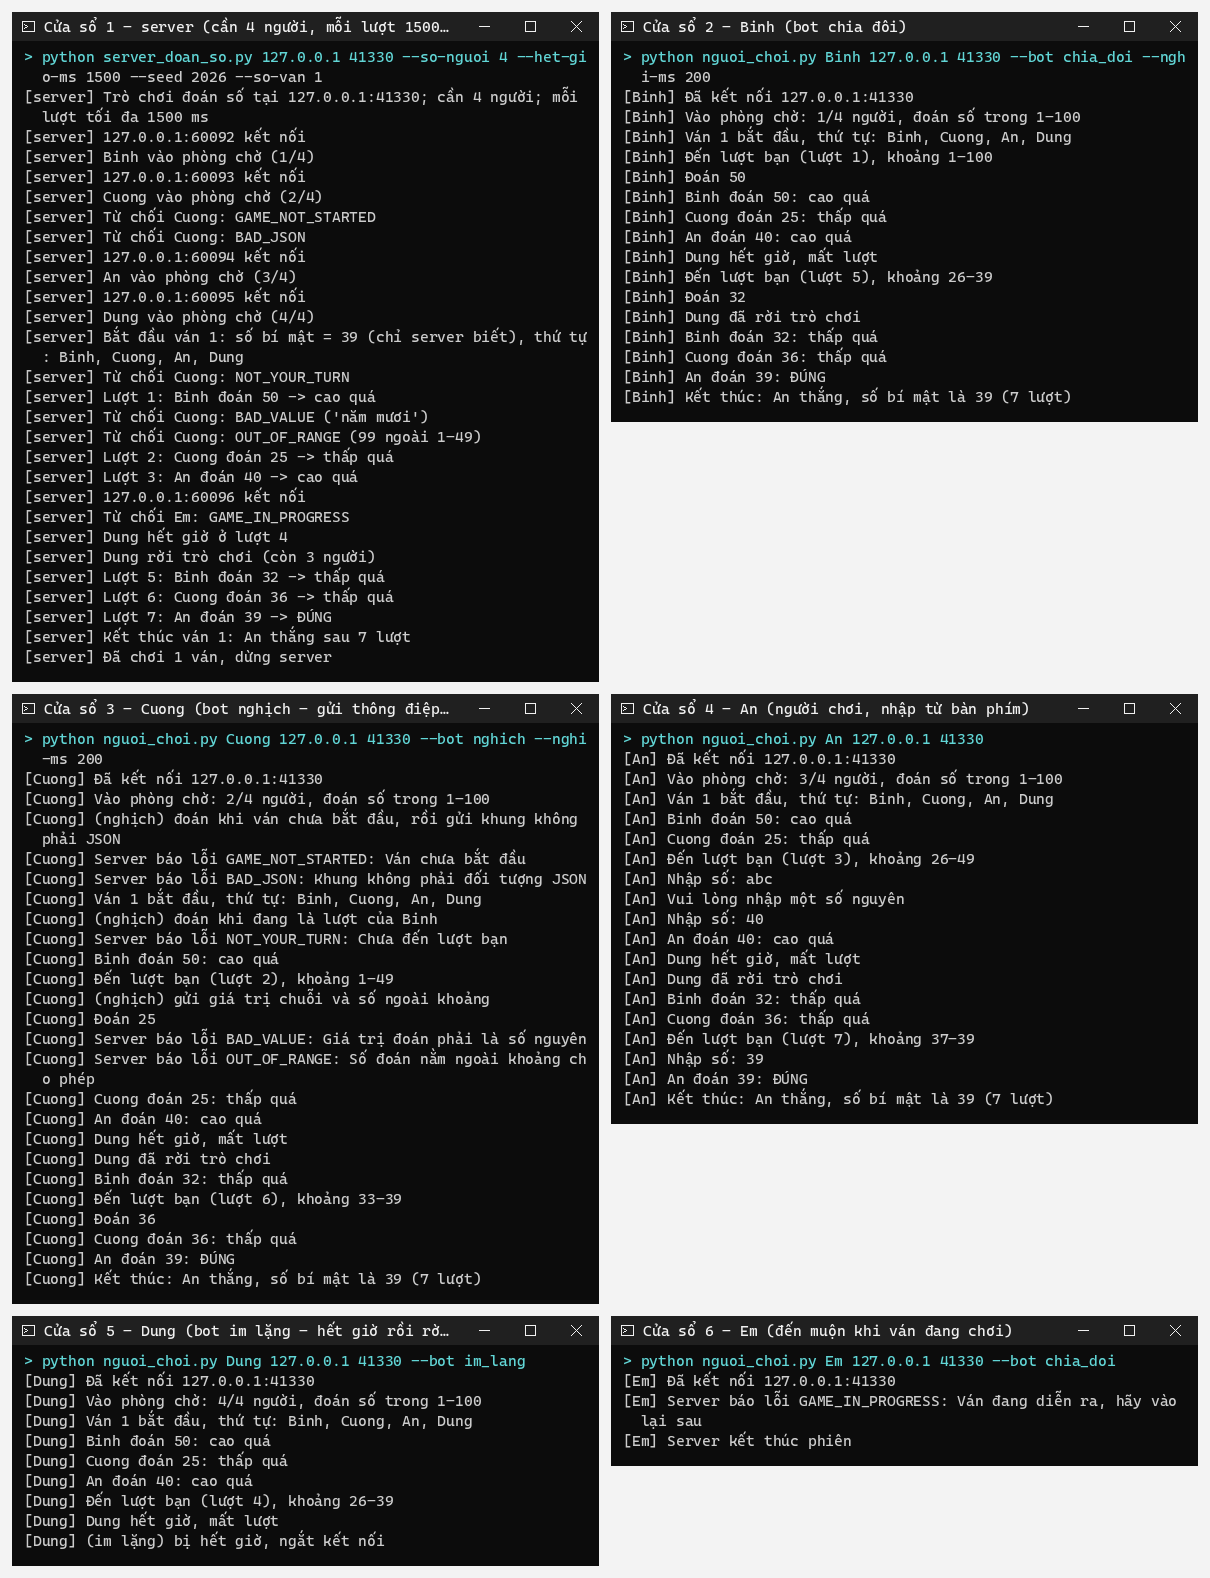 Cửa sổ 1 — server (cần 4 người, mỗi lượt 1500…
> python server_doan_so.py 127.0.0.1 41330 --so-nguoi 4 --het-gi
o-ms 1500 --seed 2026 --so-van 1
[server] Trò chơi đoán số tại 127.0.0.1:41330; cần 4 người; mỗi
lượt tối đa 1500 ms
[server] 127.0.0.1:60092 kết nối
[server] Binh vào phòng chờ (1/4)
[server] 127.0.0.1:60093 kết nối
[server] Cuong vào phòng chờ (2/4)
[server] Từ chối Cuong: GAME_NOT_STARTED
[server] Từ chối Cuong: BAD_JSON
[server] 127.0.0.1:60094 kết nối
[server] An vào phòng chờ (3/4)
[server] 127.0.0.1:60095 kết nối
[server] Dung vào phòng chờ (4/4)
[server] Bắt đầu ván 1: số bí mật = 39 (chỉ server biết), thứ tự
: Binh, Cuong, An, Dung
[server] Từ chối Cuong: NOT_YOUR_TURN
[server] Lượt 1: Binh đoán 50 -> cao quá
[server] Từ chối Cuong: BAD_VALUE ('năm mươi')
[server] Từ chối Cuong: OUT_OF_RANGE (99 ngoài 1–49)
[server] Lượt 2: Cuong đoán 25 -> thấp quá
[server] Lượt 3: An đoán 40 -> cao quá
[server] 127.0.0.1:60096 kết nối
[server] Từ chối Em: GAME_IN_PROGRESS
[server] Dung hết giờ ở lượt 4
[server] Dung rời trò chơi (còn 3 người)
[server] Lượt 5: Binh đoán 32 -> thấp quá
[server] Lượt 6: Cuong đoán 36 -> thấp quá
[server] Lượt 7: An đoán 39 -> ĐÚNG
[server] Kết thúc ván 1: An thắng sau 7 lượt
[server] Đã chơi 1 ván, dừng server
Cửa sổ 2 — Binh (bot chia đôi)
> python nguoi_choi.py Binh 127.0.0.1 41330 --bot chia_doi --ngh
i-ms 200
[Binh] Đã kết nối 127.0.0.1:41330
[Binh] Vào phòng chờ: 1/4 người, đoán số trong 1–100
[Binh] Ván 1 bắt đầu, thứ tự: Binh, Cuong, An, Dung
[Binh] Đến lượt bạn (lượt 1), khoảng 1–100
[Binh] Đoán 50
[Binh] Binh đoán 50: cao quá
[Binh] Cuong đoán 25: thấp quá
[Binh] An đoán 40: cao quá
[Binh] Dung hết giờ, mất lượt
[Binh] Đến lượt bạn (lượt 5), khoảng 26–39
[Binh] Đoán 32
[Binh] Dung đã rời trò chơi
[Binh] Binh đoán 32: thấp quá
[Binh] Cuong đoán 36: thấp quá
[Binh] An đoán 39: ĐÚNG
[Binh] Kết thúc: An thắng, số bí mật là 39 (7 lượt)
Cửa sổ 3 — Cuong (bot nghịch — gửi thông điệp…
> python nguoi_choi.py Cuong 127.0.0.1 41330 --bot nghich --nghi
-ms 200
[Cuong] Đã kết nối 127.0.0.1:41330
[Cuong] Vào phòng chờ: 2/4 người, đoán số trong 1–100
[Cuong] (nghịch) đoán khi ván chưa bắt đầu, rồi gửi khung không
phải JSON
[Cuong] Server báo lỗi GAME_NOT_STARTED: Ván chưa bắt đầu
[Cuong] Server báo lỗi BAD_JSON: Khung không phải đối tượng JSON
[Cuong] Ván 1 bắt đầu, thứ tự: Binh, Cuong, An, Dung
[Cuong] (nghịch) đoán khi đang là lượt của Binh
[Cuong] Server báo lỗi NOT_YOUR_TURN: Chưa đến lượt bạn
[Cuong] Binh đoán 50: cao quá
[Cuong] Đến lượt bạn (lượt 2), khoảng 1–49
[Cuong] (nghịch) gửi giá trị chuỗi và số ngoài khoảng
[Cuong] Đoán 25
[Cuong] Server báo lỗi BAD_VALUE: Giá trị đoán phải là số nguyên
[Cuong] Server báo lỗi OUT_OF_RANGE: Số đoán nằm ngoài khoảng ch
o phép
[Cuong] Cuong đoán 25: thấp quá
[Cuong] An đoán 40: cao quá
[Cuong] Dung hết giờ, mất lượt
[Cuong] Dung đã rời trò chơi
[Cuong] Binh đoán 32: thấp quá
[Cuong] Đến lượt bạn (lượt 6), khoảng 33–39
[Cuong] Đoán 36
[Cuong] Cuong đoán 36: thấp quá
[Cuong] An đoán 39: ĐÚNG
[Cuong] Kết thúc: An thắng, số bí mật là 39 (7 lượt)
Cửa sổ 4 — An (người chơi, nhập từ bàn phím)
> python nguoi_choi.py An 127.0.0.1 41330
[An] Đã kết nối 127.0.0.1:41330
[An] Vào phòng chờ: 3/4 người, đoán số trong 1–100
[An] Ván 1 bắt đầu, thứ tự: Binh, Cuong, An, Dung
[An] Binh đoán 50: cao quá
[An] Cuong đoán 25: thấp quá
[An] Đến lượt bạn (lượt 3), khoảng 26–49
[An] Nhập số: abc
[An] Vui lòng nhập một số nguyên
[An] Nhập số: 40
[An] An đoán 40: cao quá
[An] Dung hết giờ, mất lượt
[An] Dung đã rời trò chơi
[An] Binh đoán 32: thấp quá
[An] Cuong đoán 36: thấp quá
[An] Đến lượt bạn (lượt 7), khoảng 37–39
[An] Nhập số: 39
[An] An đoán 39: ĐÚNG
[An] Kết thúc: An thắng, số bí mật là 39 (7 lượt)
Cửa sổ 5 — Dung (bot im lặng — hết giờ rồi rờ…
> python nguoi_choi.py Dung 127.0.0.1 41330 --bot im_lang
[Dung] Đã kết nối 127.0.0.1:41330
[Dung] Vào phòng chờ: 4/4 người, đoán số trong 1–100
[Dung] Ván 1 bắt đầu, thứ tự: Binh, Cuong, An, Dung
[Dung] Binh đoán 50: cao quá
[Dung] Cuong đoán 25: thấp quá
[Dung] An đoán 40: cao quá
[Dung] Đến lượt bạn (lượt 4), khoảng 26–39
[Dung] Dung hết giờ, mất lượt
[Dung] (im lặng) bị hết giờ, ngắt kết nối
Cửa sổ 6 — Em (đến muộn khi ván đang chơi)
> python nguoi_choi.py Em 127.0.0.1 41330 --bot chia_doi
[Em] Đã kết nối 127.0.0.1:41330
[Em] Server báo lỗi GAME_IN_PROGRESS: Ván đang diễn ra, hãy vào
lại sau
[Em] Server kết thúc phiên